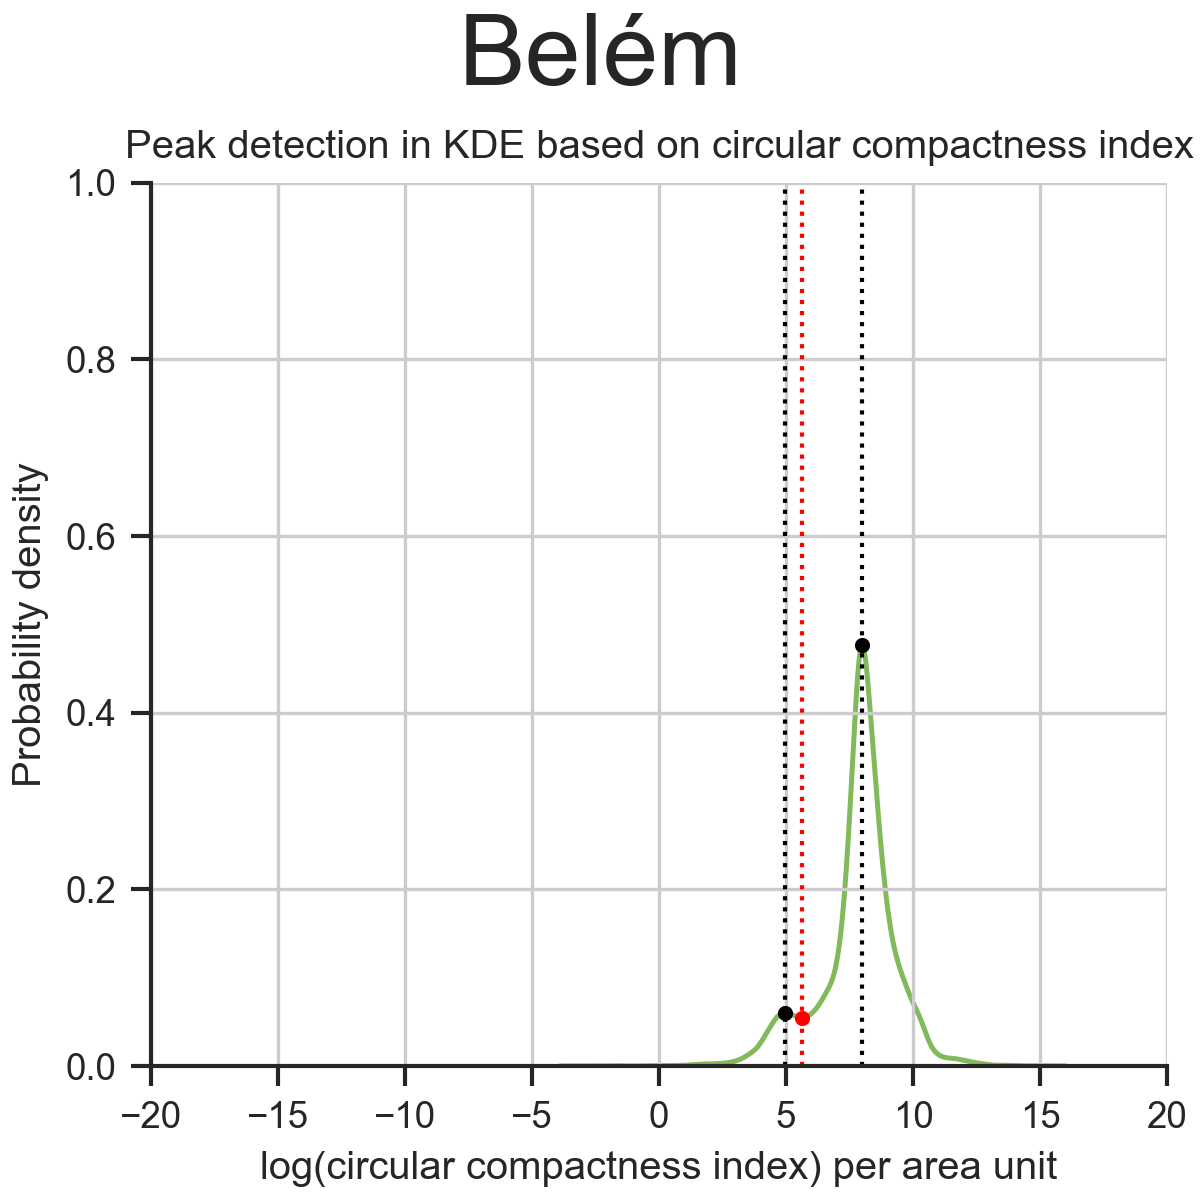 Belém
Peak detection in KDE based on circular compactness index
1.0
0.8
0.6
0.4
0.2
0.0
Probability density
−20 −15 −10 −5 0 5 10 15 20
log(circular compactness index) per area unit